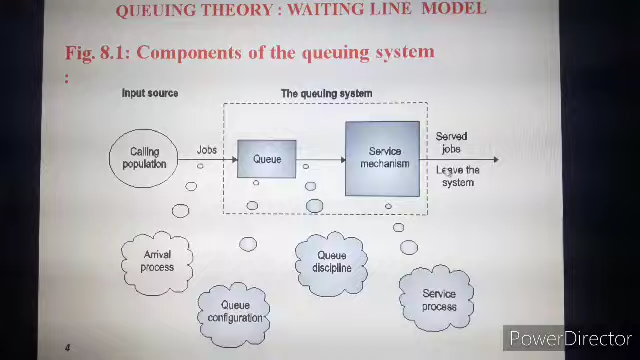 QUEUING THEORY : WAITING LINE MODEL
Fig. 8.1: Components of the queuing system
:
Input source
The queuing system
Calling
population
Jobs
Queue
Service
mechanism
Served
jobs
Leave the
system
Arrival
process
Queue
configuration
Queue
discipline
Service
process
4
PowerDirector